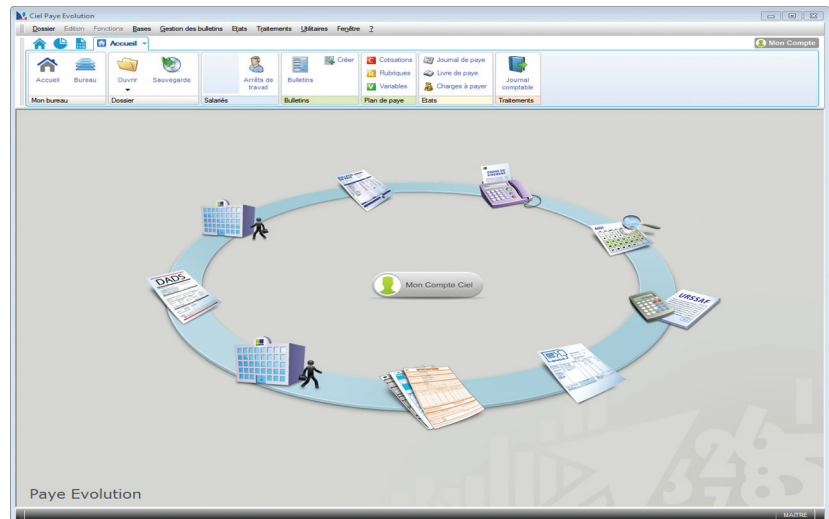 Ciel Paye Evolution
Dossier Edition Fonctions Bases Gestion des bulletins Etats Traitements Utilitaires Fenêtre ?
Accueil
Mon Compte
Accueil Bureau Ouvrir Sauvegarde Arrêts de travail Bulletins Créer Cotisations Rubriques Variables Journal de paye Livre de paye Charges à payer Journal comptable
Mon bureau Dossier Salariés Bulletins Plan de paye Etats Traitements
DADS
URSSAF
Mon Compte Ciel
Paye Evolution
MAITRE